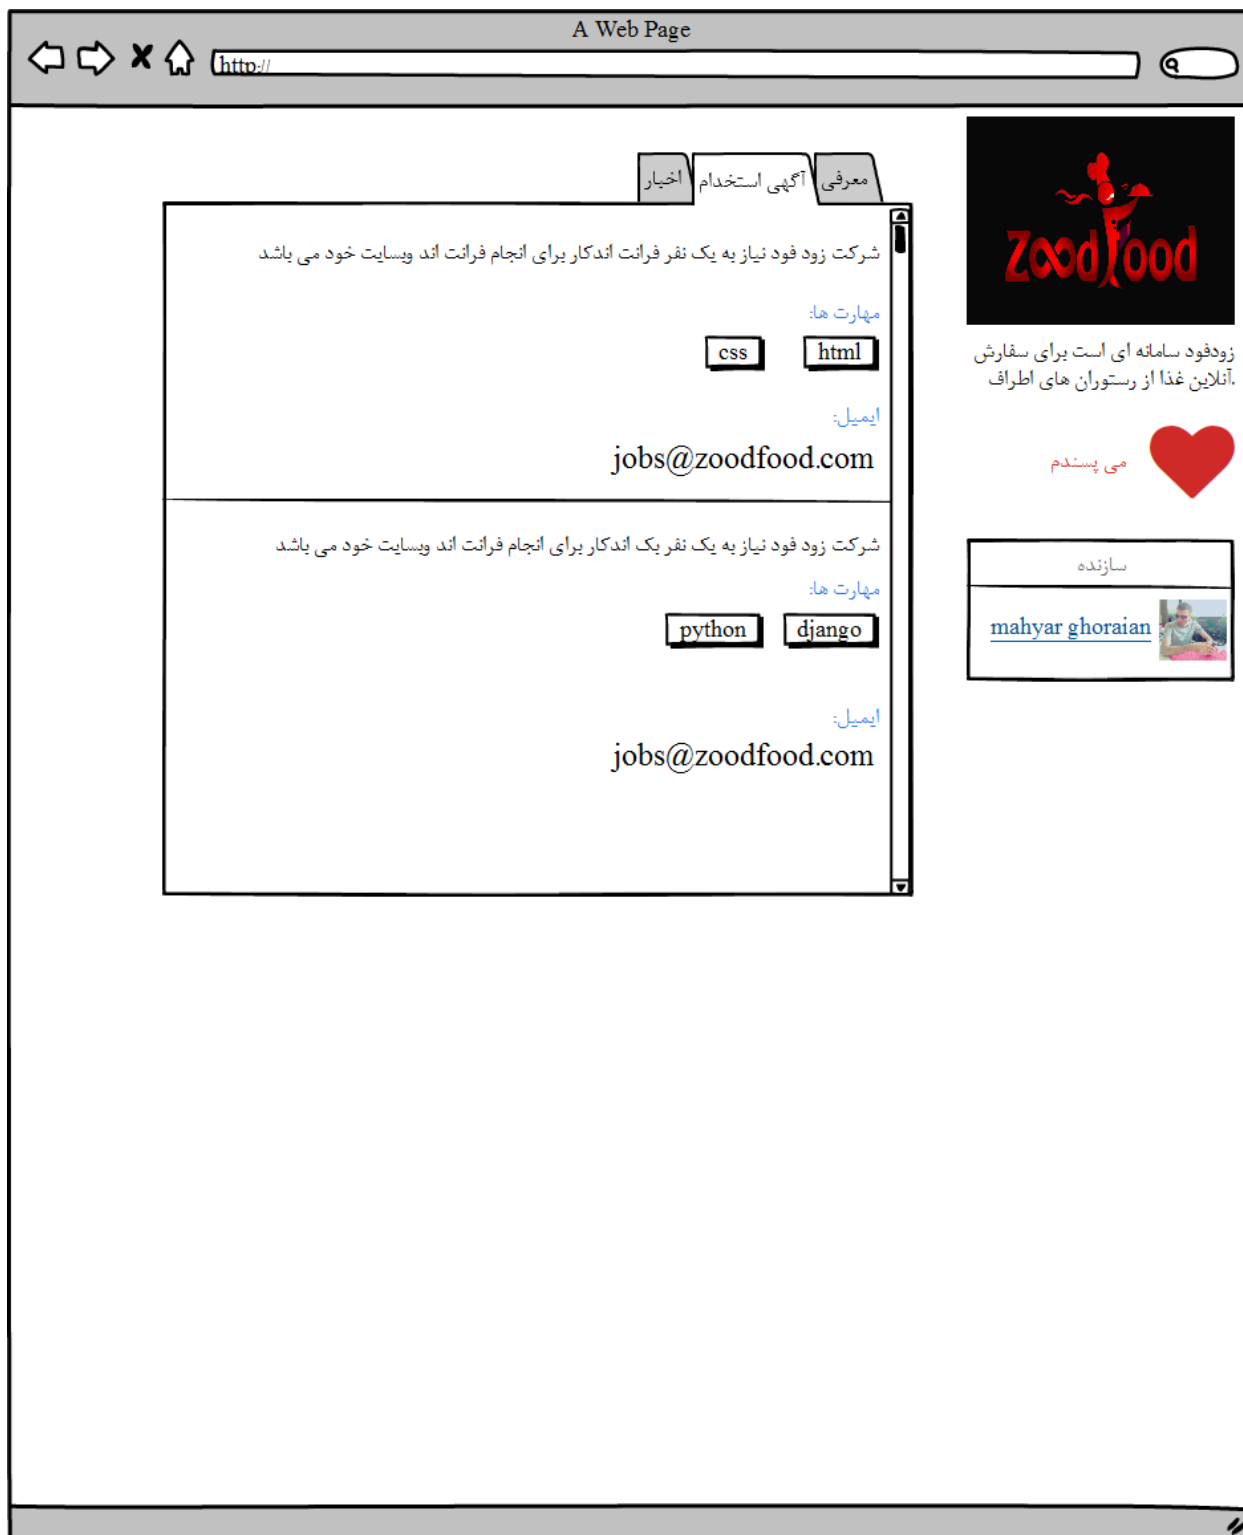 A Web Page
http://
ZoodFood
زودفود سامانه ای است برای سفارش
آنلاین غذا از رستوران های اطراف.
می پسندم
سازنده
mahyar ghoraian
معرفی
آگهی استخدام
اخبار
شرکت زود فود نیاز به یک نفر فرانت اندکار برای انجام فرانت اند وبسایت خود می باشد
مهارت ها:
html css
ایمیل:
jobs@zoodfood.com
شرکت زود فود نیاز به یک نفر بک اندکار برای انجام فرانت اند وبسایت خود می باشد
مهارت ها:
django python
ایمیل:
jobs@zoodfood.com